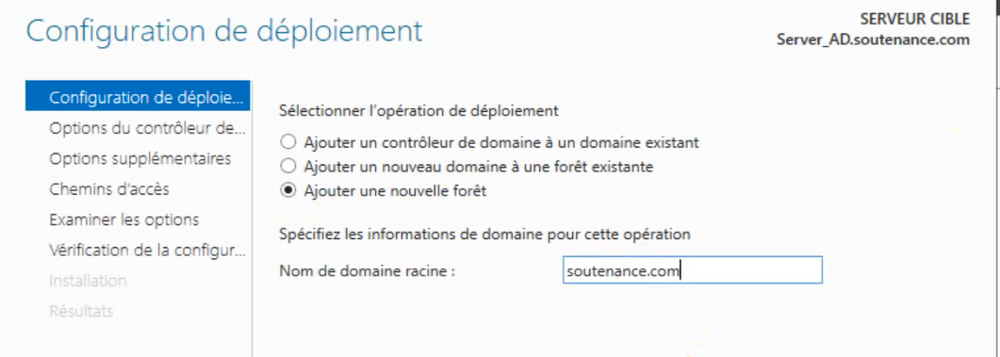 Configuration de déploiement
SERVEUR CIBLE
Server_AD.soutenance.com
Configuration de déploie...
Options du contrôleur de...
Options supplémentaires
Chemins d'accès
Examiner les options
Vérification de la configur...
Installation
Résultats
Sélectionner l'opération de déploiement
Ajouter un contrôleur de domaine à un domaine existant
Ajouter un nouveau domaine à une forêt existante
Ajouter une nouvelle forêt
Spécifiez les informations de domaine pour cette opération
Nom de domaine racine : soutenance.com